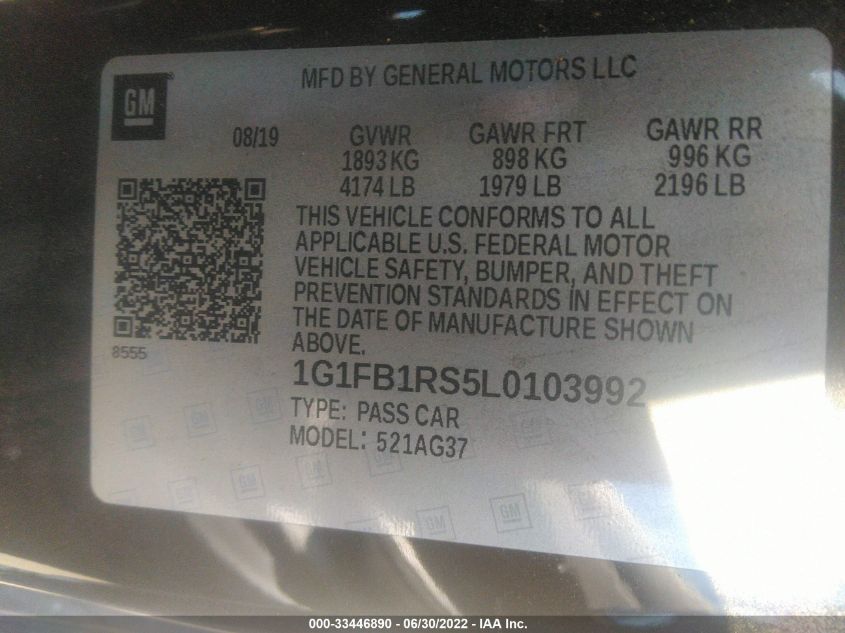 MFD BY GENERAL MOTORS LLC
GM
08/19 GVWR GAWR FRT GAWR RR
1893 KG 898 KG 996 KG
4174 LB 1979 LB 2196 LB
THIS VEHICLE CONFORMS TO ALL
APPLICABLE U.S. FEDERAL MOTOR
VEHICLE SAFETY, BUMPER, AND THEFT
PREVENTION STANDARDS IN EFFECT ON
THE DATE OF MANUFACTURE SHOWN
ABOVE.
8555
1G1FB1RS5L0103992
TYPE: PASS CAR
MODEL: 521AG37
000-33446890 - 06/30/2022 - IAA Inc.